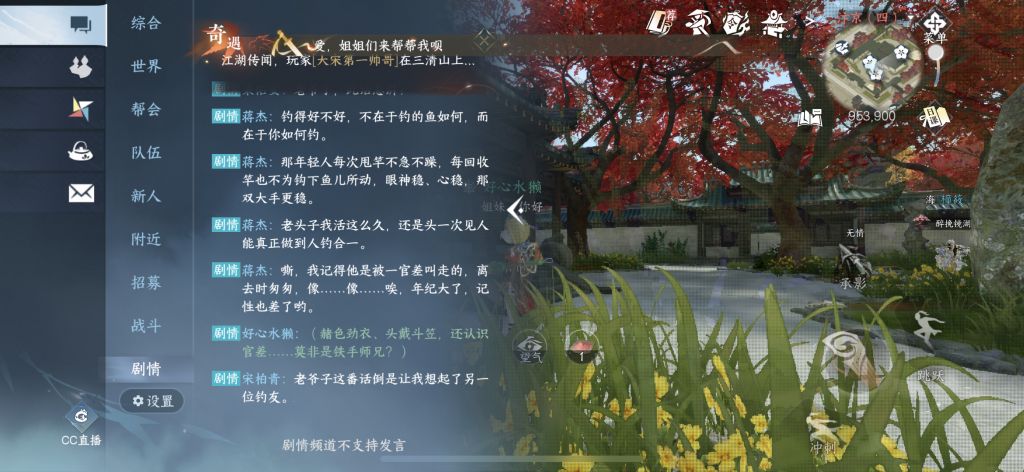 综合
世界
帮会
队伍
新人
附近
招募
战斗
剧情
设置
CC直播
奇遇
爱，姐姐们来帮帮我呗
· 江湖传闻，玩家[大宋第一帅哥]在三清山上...
剧情 蒋杰：钓得好不好，不在于钓的鱼如何，而
在于你如何钓。
剧情 蒋杰：那年轻人每次甩竿不急不躁，每回收
竿也不为钩下鱼儿所动，眼神稳、心稳，那
双大手更稳。
剧情 蒋杰：老头子我活这么久，还是头一次见人
能真正做到人钓合一。
剧情 蒋杰：嘶，我记得他是被一官差叫走的，离
去时匆匆，像……像……唉，年纪大了，记
性也差了哟。
剧情 好心水獭：（赭色劲衣、头戴斗笠，还认识
官差……莫非是铁手师兄？）
剧情 宋柏青：老爷子这番话倒是让我想起了另一
位钓友。
剧情频道不支持发言
好心水獭
姐妹
你好
望气
1
（四）
菜单
953,900
醉挽镜湖
无情
承影
跳跃
冲刺